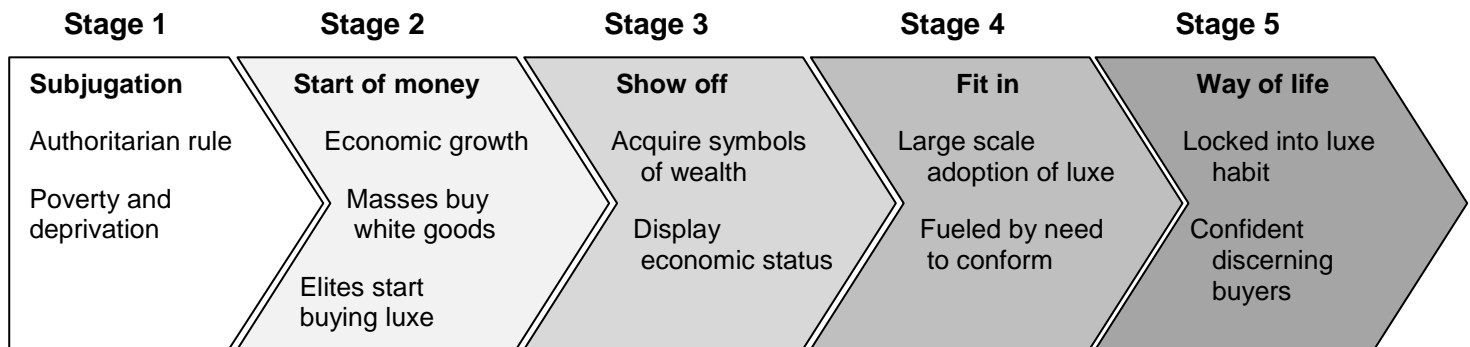 Stage 1
Stage 2
Stage 3
Stage 4
Stage 5
Subjugation
Authoritarian rule
Poverty and
deprivation
Start of money
Economic growth
Masses buy
white goods
Elites start
buying luxe
Show off
Acquire symbols
of wealth
Display
economic status
Fit in
Large scale
adoption of luxe
Fueled by need
to conform
Way of life
Locked into luxe
habit
Confident
discerning
buyers